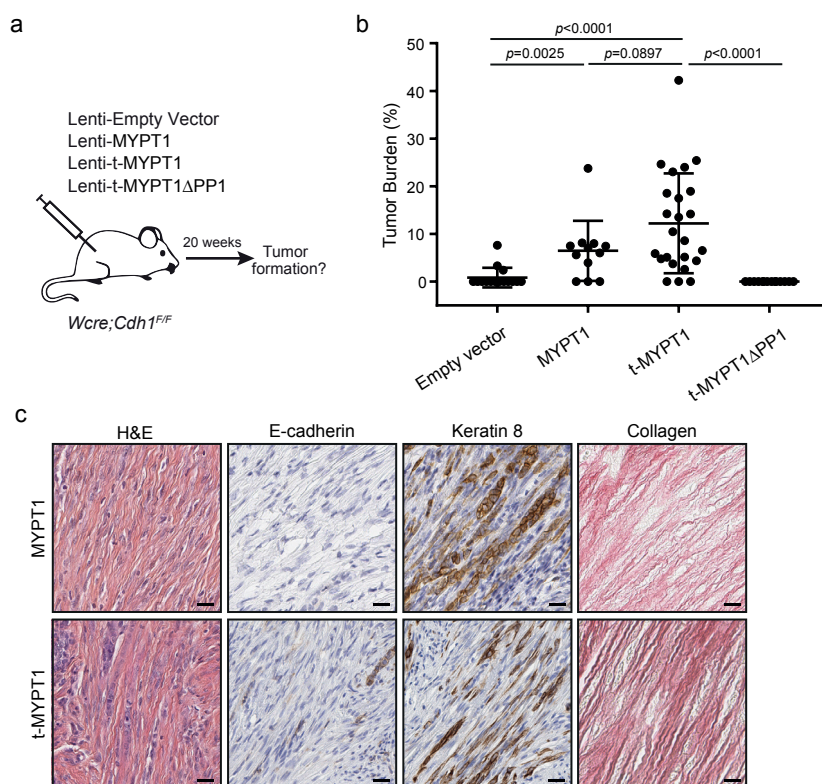 a
Lenti-Empty Vector
Lenti-MYPT1
Lenti-t-MYPT1
Lenti-t-MYPT1ΔPP1
20 weeks
Tumor
formation?
Wcre;Cdh1F/F
b
p<0.0001
p=0.0025
p=0.0897
p<0.0001
Tumor Burden (%)
50
40
30
20
10
0
Empty vector
MYPT1
t-MYPT1
t-MYPT1ΔPP1
c
H&E
E-cadherin
Keratin 8
Collagen
MYPT1
t-MYPT1